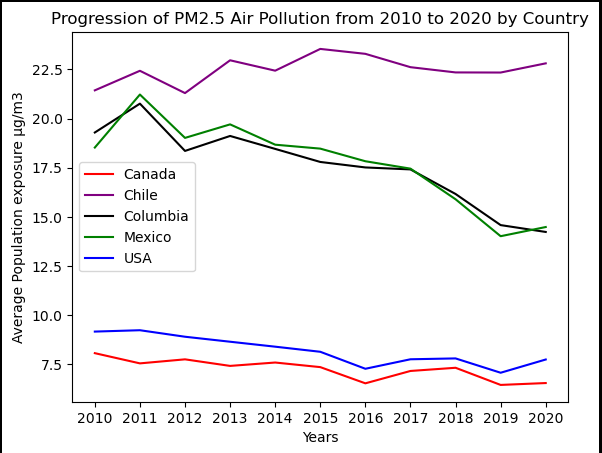 Progression of PM2.5 Air Pollution from 2010 to 2020 by Country
Average Population exposure µg/m3
22.5
20.0
17.5
15.0
12.5
10.0
7.5
Canada
Chile
Columbia
Mexico
USA
2010 2011 2012 2013 2014 2015 2016 2017 2018 2019 2020
Years